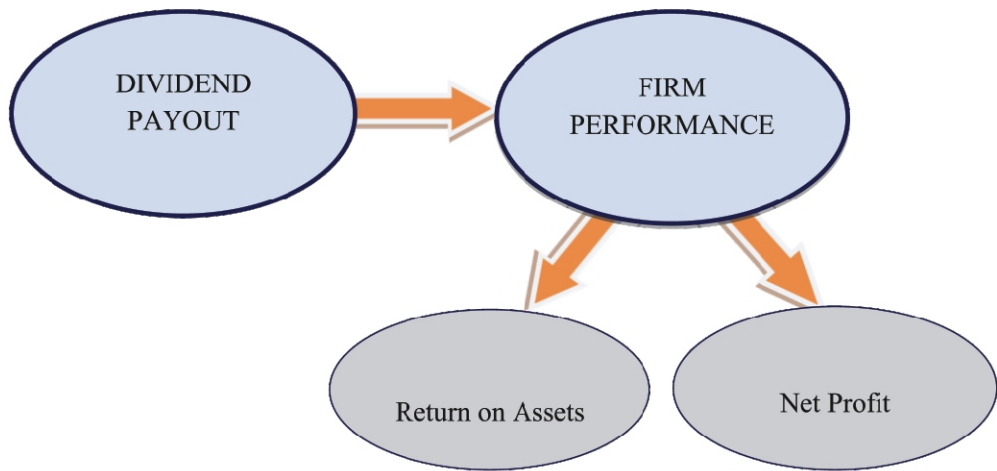 DIVIDEND
PAYOUT
FIRM
PERFORMANCE
Return on Assets
Net Profit